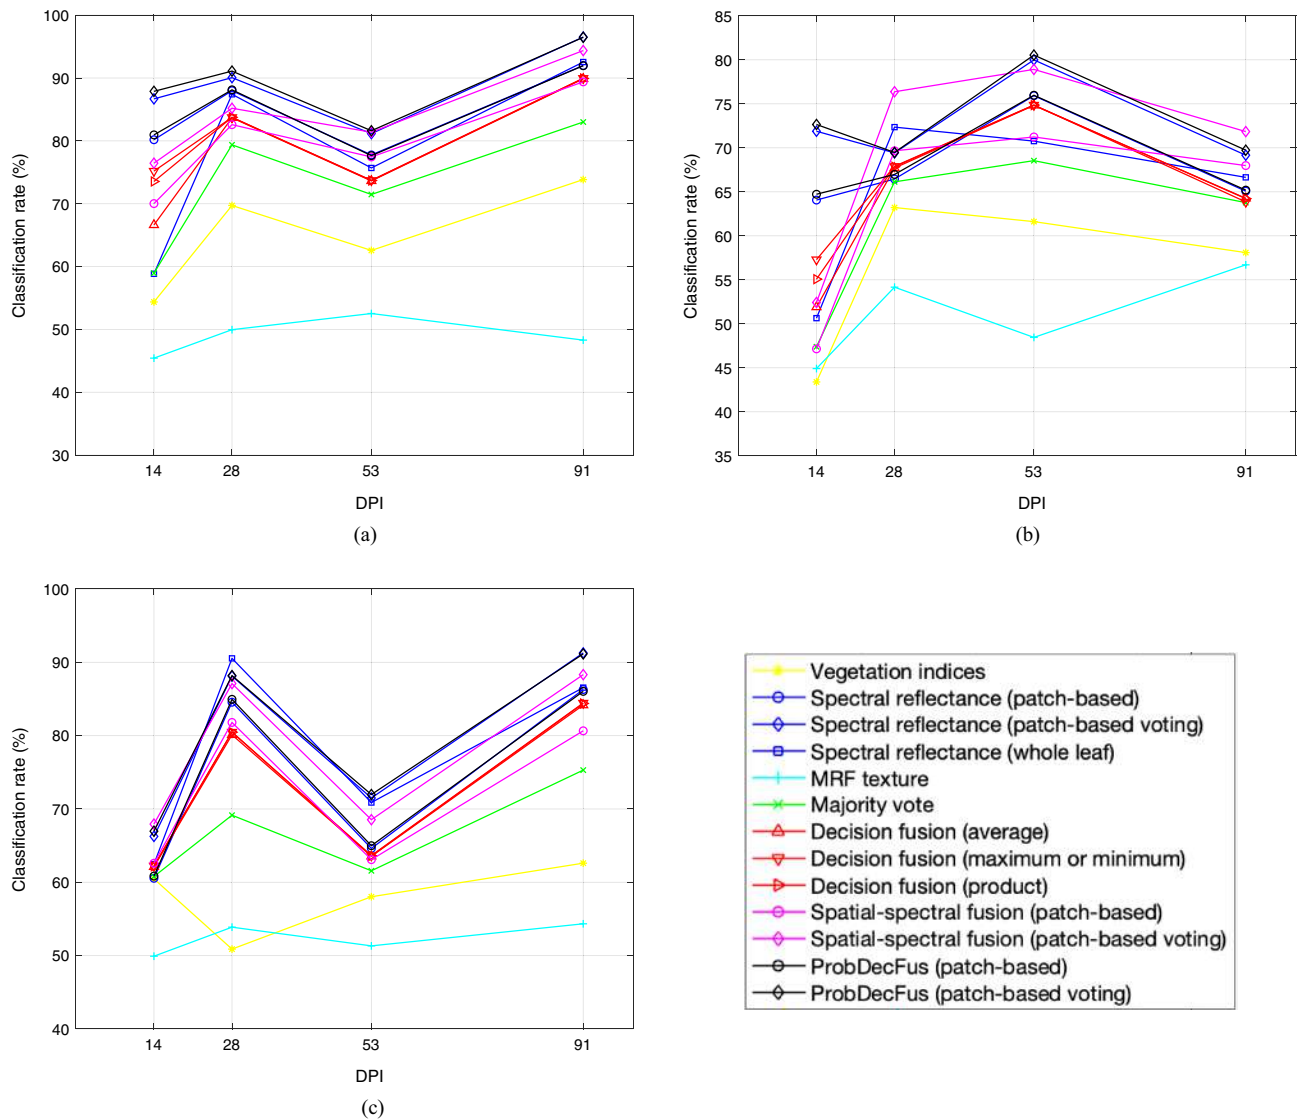 100
90
80
70
60
50
40
30
Classification rate (%)
14 28 53 91
DPI
(a)
85
80
75
70
65
60
55
50
45
40
35
Classification rate (%)
14 28 53 91
DPI
(b)
100
90
80
70
60
50
40
Classification rate (%)
14 28 53 91
DPI
(c)
Vegetation indices
Spectral reflectance (patch-based)
Spectral reflectance (patch-based voting)
Spectral reflectance (whole leaf)
MRF texture
Majority vote
Decision fusion (average)
Decision fusion (maximum or minimum)
Decision fusion (product)
Spatial-spectral fusion (patch-based)
Spatial-spectral fusion (patch-based voting)
ProbDecFus (patch-based)
ProbDecFus (patch-based voting)